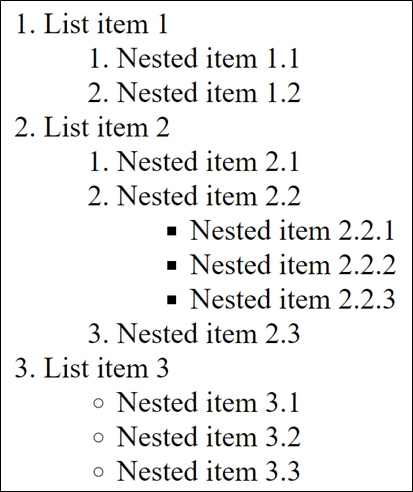 1. List item 1
1. Nested item 1.1
2. Nested item 1.2
2. List item 2
1. Nested item 2.1
2. Nested item 2.2
▪ Nested item 2.2.1
▪ Nested item 2.2.2
▪ Nested item 2.2.3
3. Nested item 2.3
3. List item 3
○ Nested item 3.1
○ Nested item 3.2
○ Nested item 3.3